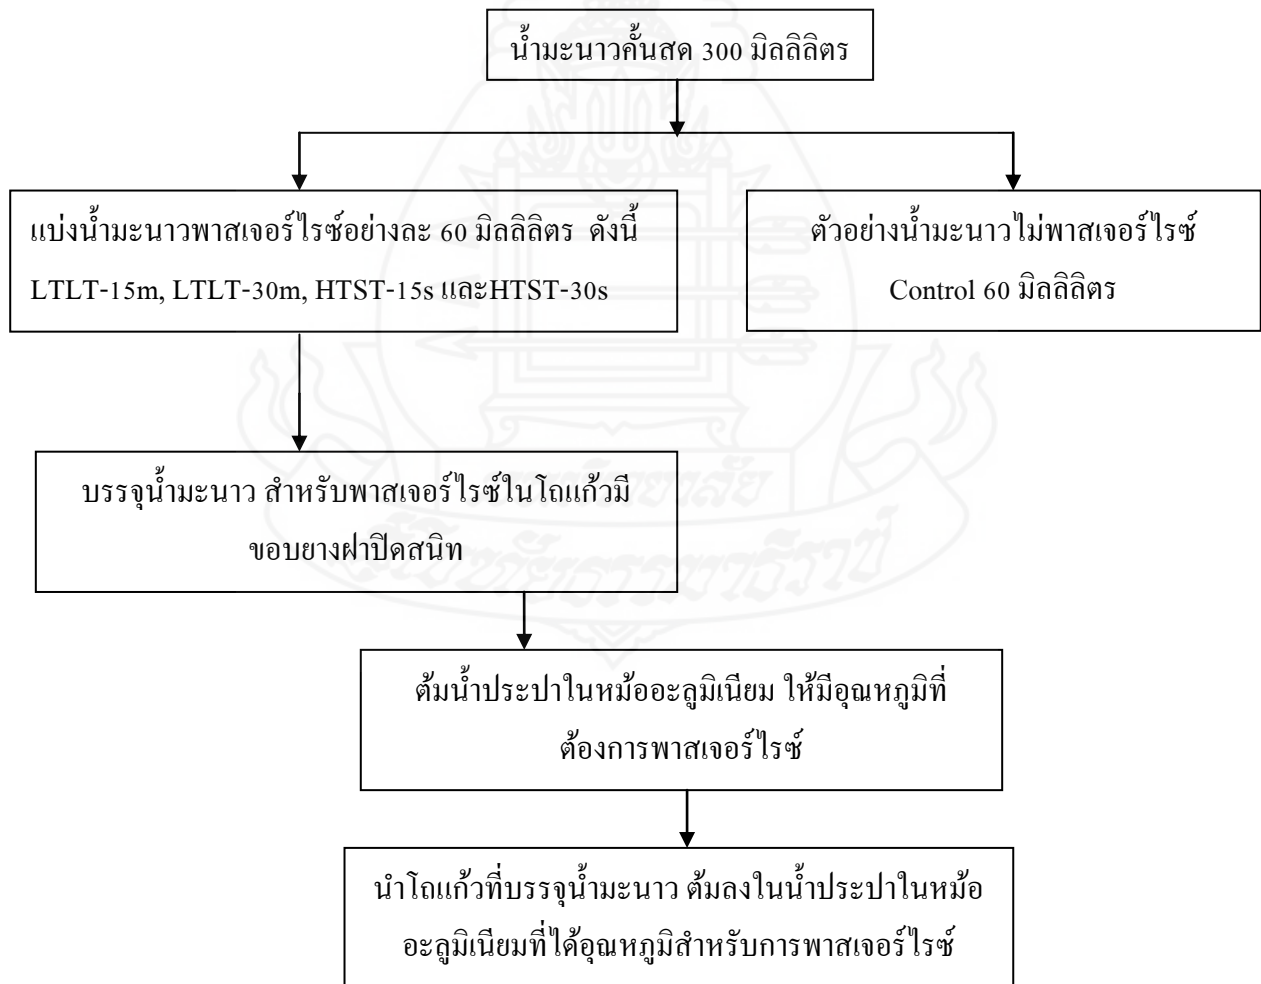 น้ำมะนาวคั้นสด 300 มิลลิลิตร
แบ่งน้ำมะนาวพาสเจอร์ไรซ์อย่างละ 60 มิลลิลิตร ดังนี้
LTLT-15m, LTLT-30m, HTST-15s และHTST-30s
ตัวอย่างน้ำมะนาวไม่พาสเจอร์ไรซ์
Control 60 มิลลิลิตร
บรรจุน้ำมะนาว สำหรับพาสเจอร์ไรซ์ในโถแก้วมี
ขอบยางฝาปิดสนิท
ต้มน้ำประปาในหม้ออะลูมิเนียม ให้มีอุณหภูมิที่
ต้องการพาสเจอร์ไรซ์
นำโถแก้วที่บรรจุน้ำมะนาว ต้มลงในน้ำประปาในหม้อ
อะลูมิเนียมที่ได้อุณหภูมิสำหรับการพาสเจอร์ไรซ์